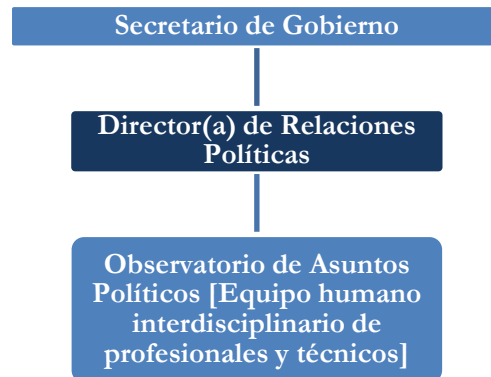 Secretario de Gobierno
Director(a) de Relaciones
Políticas
Observatorio de Asuntos
Políticos [Equipo humano
interdisciplinario de
profesionales y técnicos]